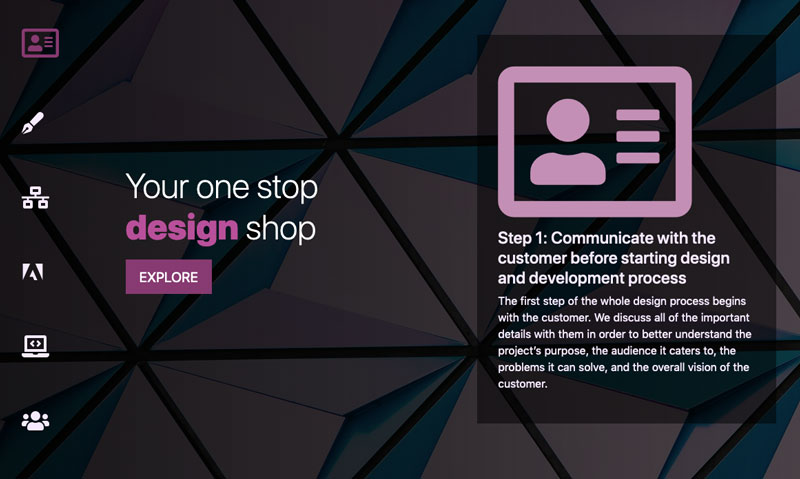 Your one stop
design shop
EXPLORE
Step 1: Communicate with the
customer before starting design
and development process
The first step of the whole design process begins
with the customer. We discuss all of the important
details with them in order to better understand the
project's purpose, the audience it caters to, the
problems it can solve, and the overall vision of the
customer.